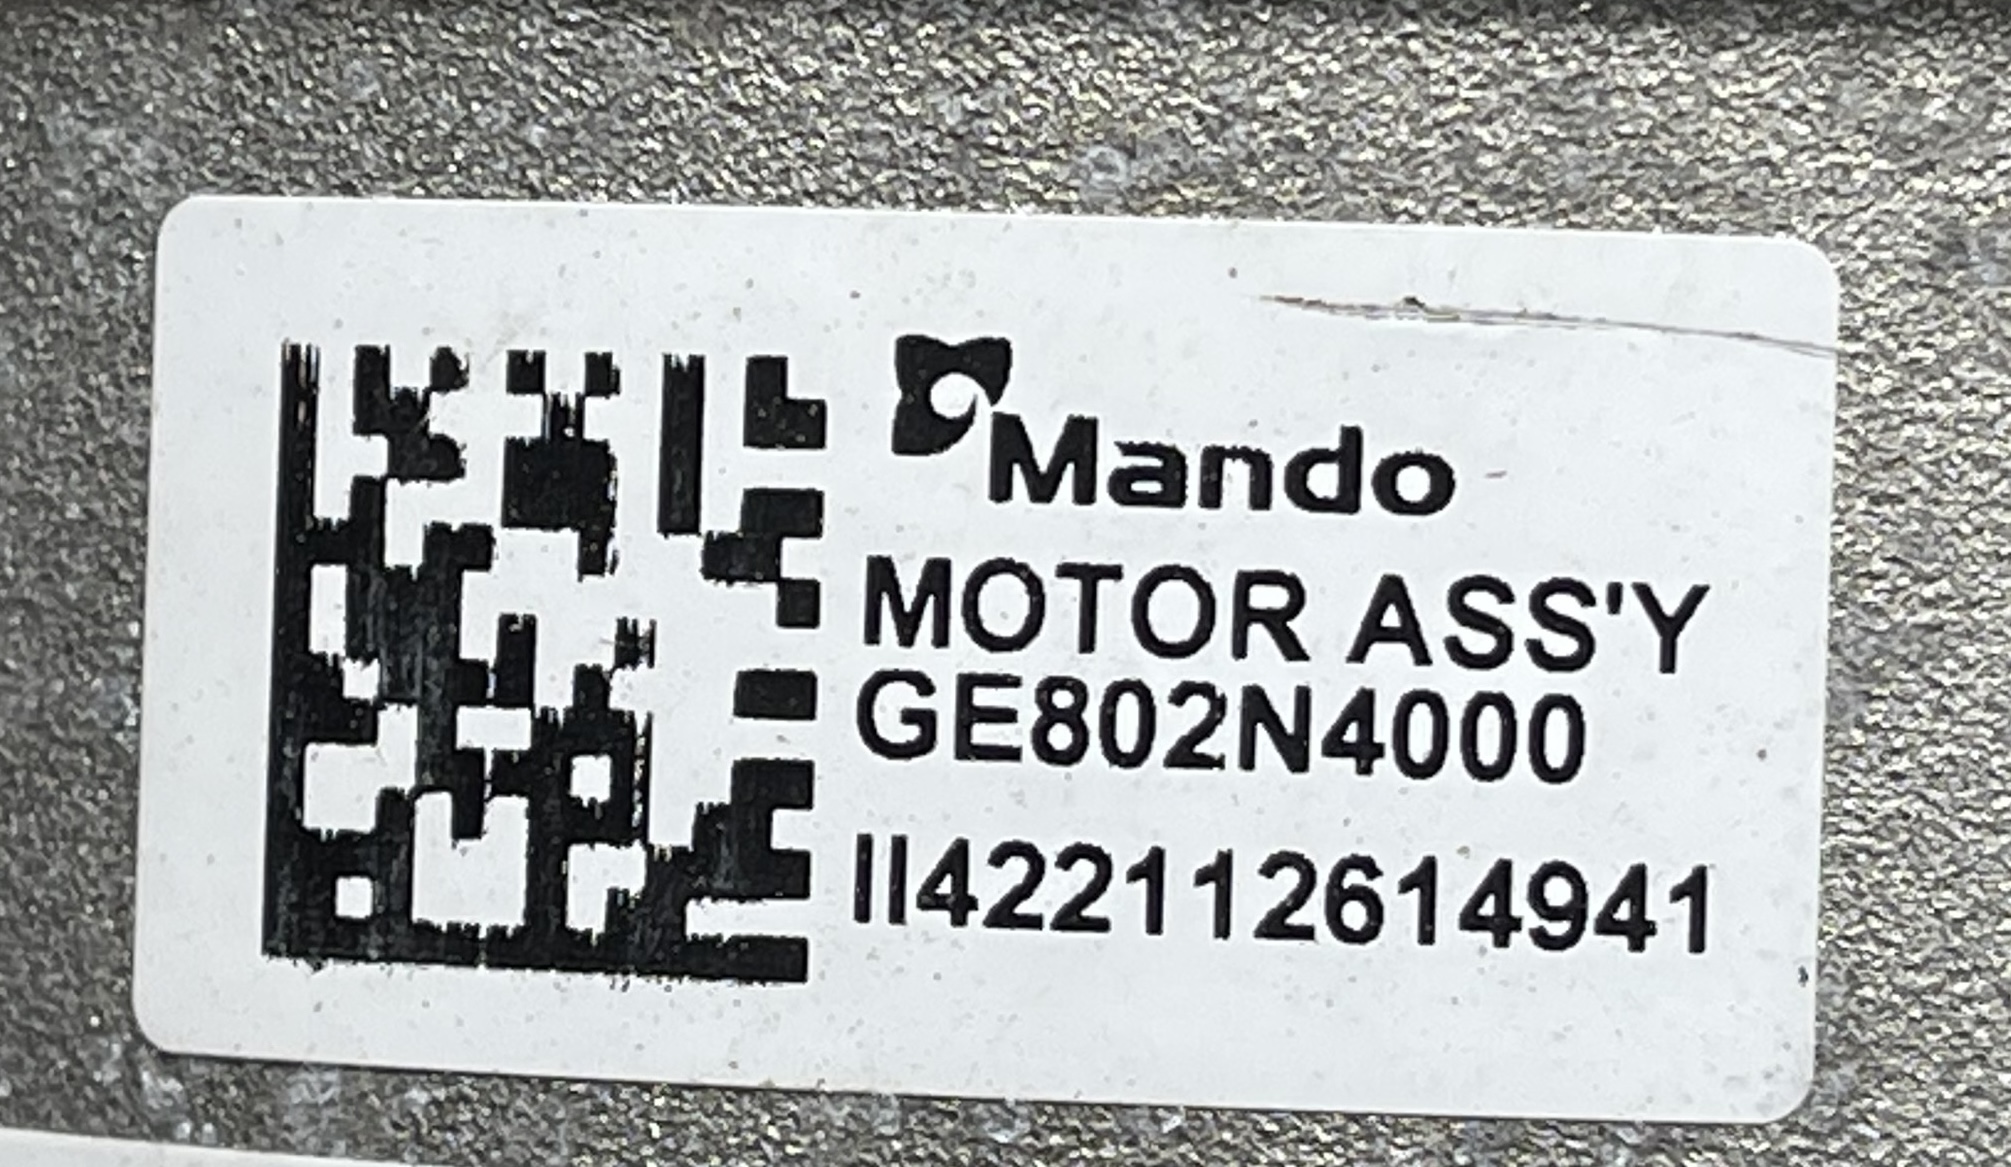 Mando
MOTOR ASS'Y
GE802N4000
II422112614941